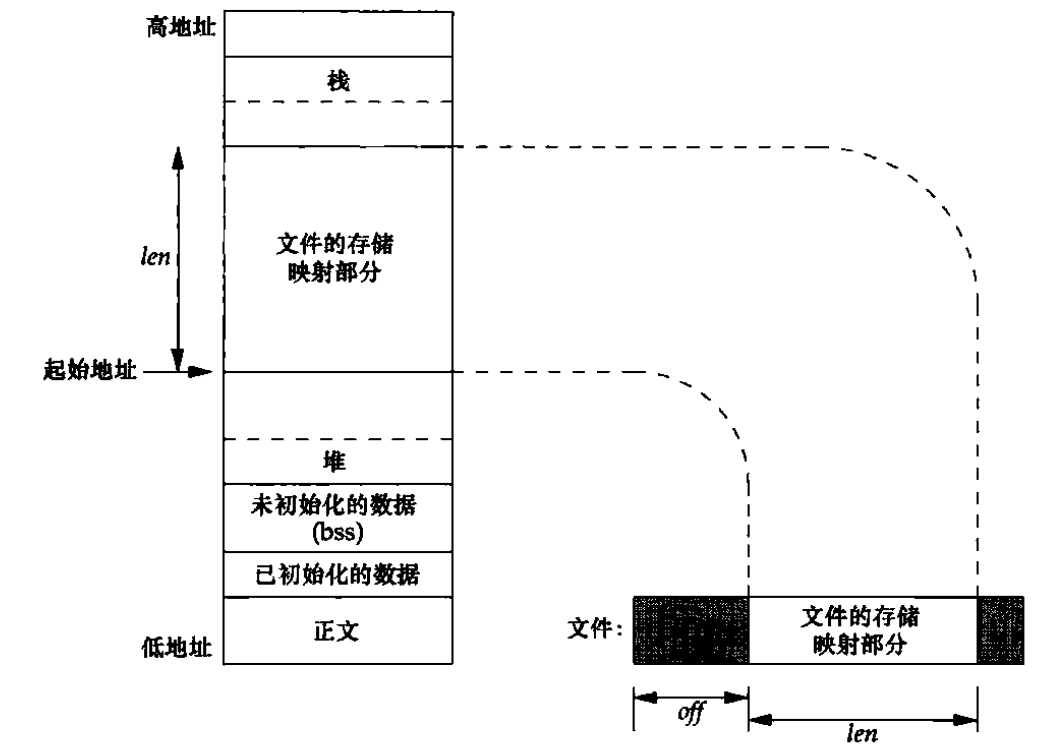 高地址
栈
len
文件的存储
映射部分
起始地址
堆
未初始化的数据
(bss)
已初始化的数据
正文
低地址
文件:
文件的存储
映射部分
off
len